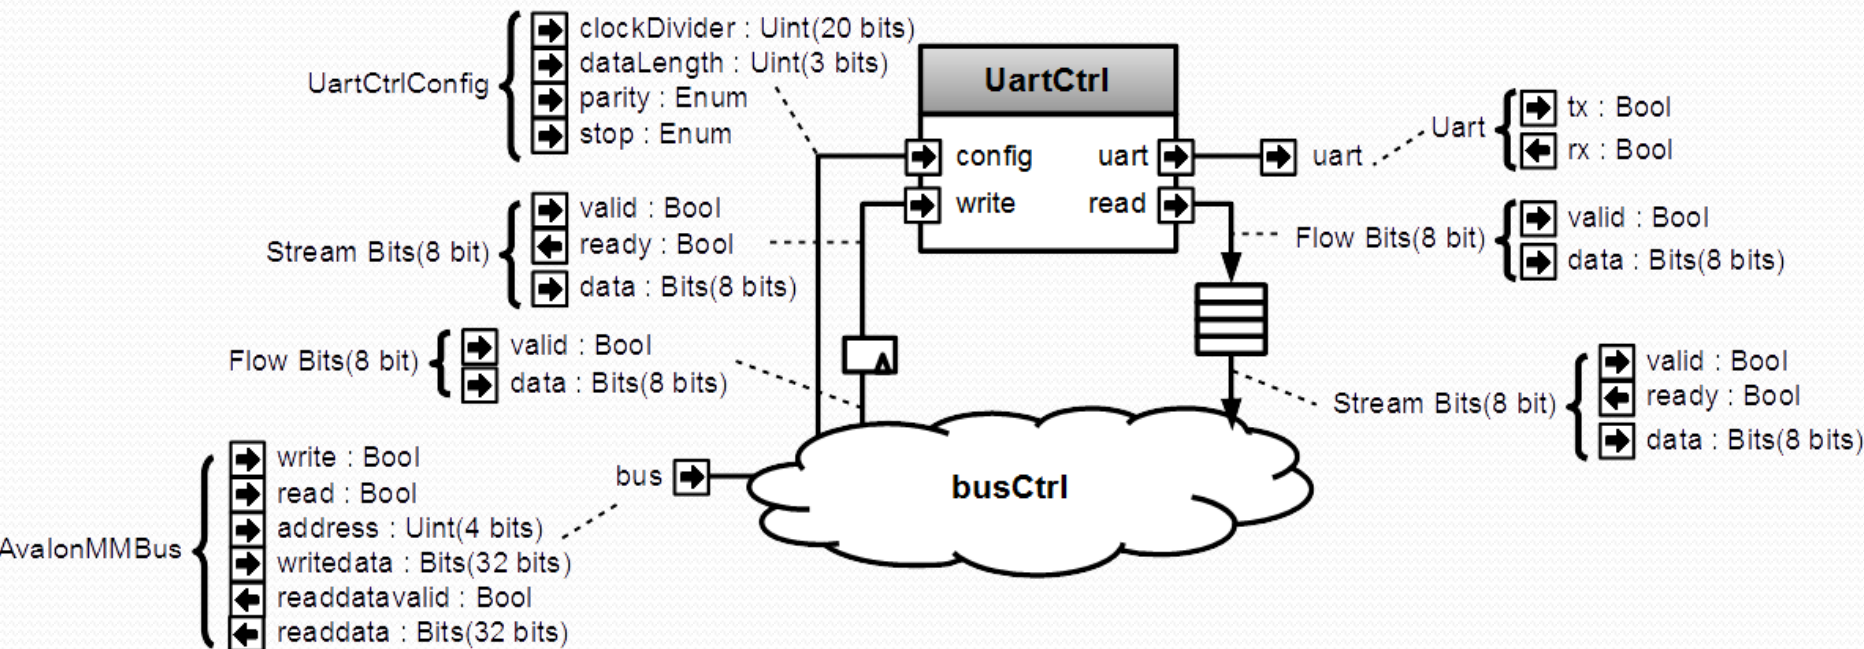 UartCtrlConfig
clockDivider : Uint(20 bits)
dataLength : Uint(3 bits)
parity : Enum
stop : Enum
UartCtrl
config
uart
write
read
uart
Uart
tx : Bool
rx : Bool
Stream Bits(8 bit)
valid : Bool
ready : Bool
data : Bits(8 bits)
Flow Bits(8 bit)
valid : Bool
data : Bits(8 bits)
Flow Bits(8 bit)
valid : Bool
data : Bits(8 bits)
Stream Bits(8 bit)
valid : Bool
ready : Bool
data : Bits(8 bits)
AvalonMMBus
write : Bool
read : Bool
address : Uint(4 bits)
writedata : Bits(32 bits)
readdatavalid : Bool
readdata : Bits(32 bits)
bus
busCtrl